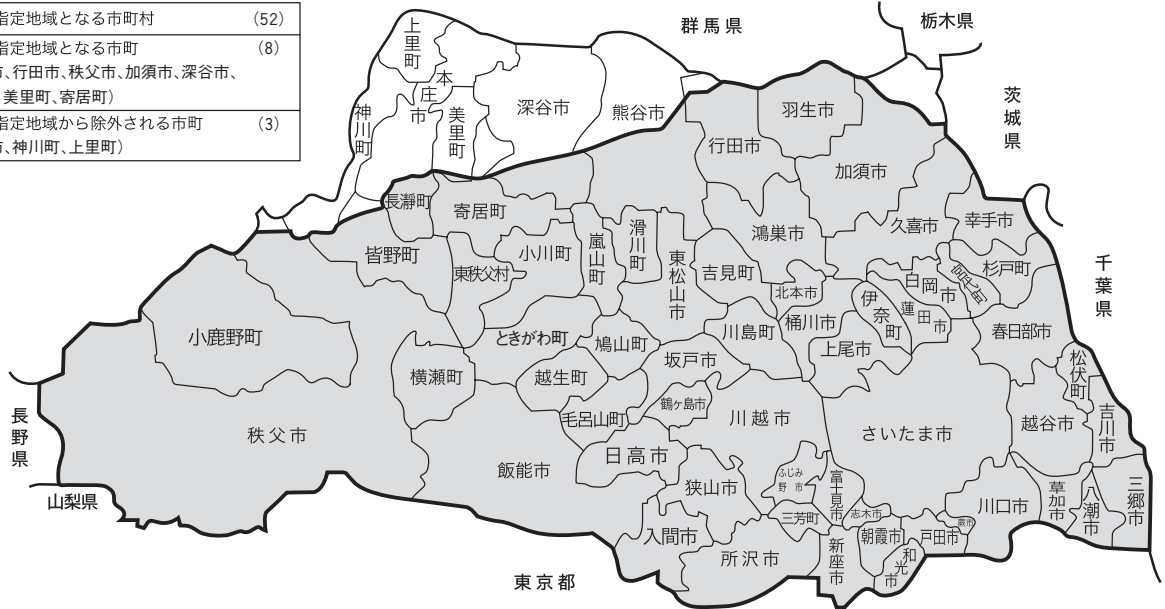 指定地域となる市町村 (52)
指定地域となる市町 (8)
、行田市、秩父市、加須市、深谷市、
美里町、寄居町)
指定地域から除外される市町 (3)
、神川町、上里町)
群馬県
栃木県
茨城県
千葉県
東京都
山梨県
長野県
上里町
本庄市
神川町
美里町
深谷市
熊谷市
行田市
羽生市
加須市
長瀞町
寄居町
皆野町
東秩父村
小川町
嵐山町
滑川町
東松山市
吉見町
鴻巣市
久喜市
幸手市
杉戸町
宮代町
白岡市
蓮田市
伊奈町
北本市
桶川市
上尾市
川島町
春日部市
松伏町
小鹿野町
ときがわ町
鳩山町
坂戸市
横瀬町
越生町
鶴ヶ島市
毛呂山町
川越市
さいたま市
越谷市
吉川市
秩父市
飯能市
日高市
狭山市
ふじみ野市
富士見市
志木市
三芳町
入間市
所沢市
新座市
朝霞市
和光市
戸田市
蕨市
川口市
草加市
八潮市
三郷市